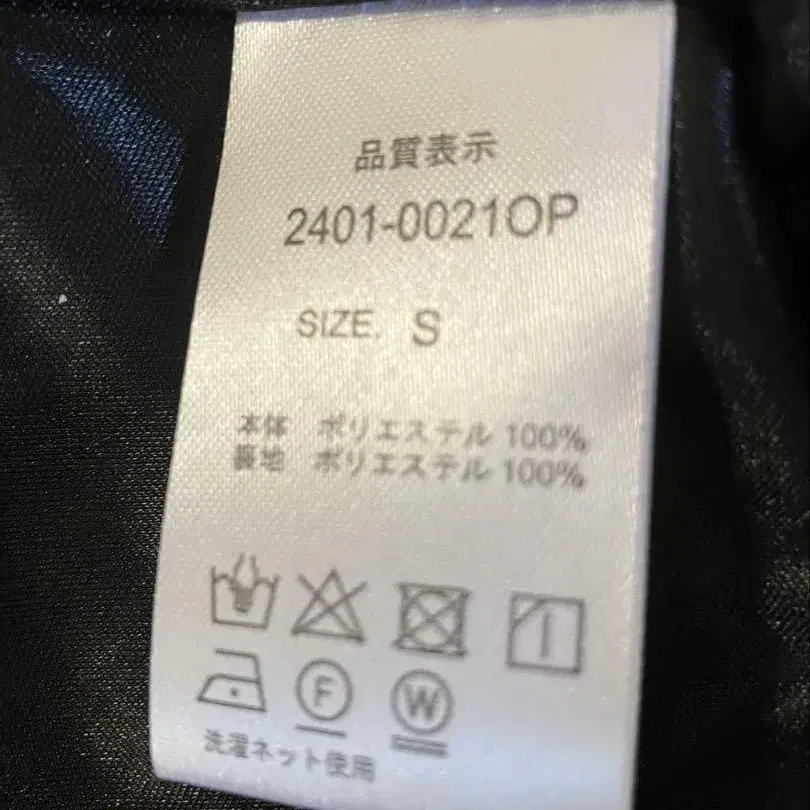 品質表示
2401-0021OP
SIZE. S
本体 ポリエステル 100%
裏地 ポリエステル 100%
F W
洗濯ネット使用